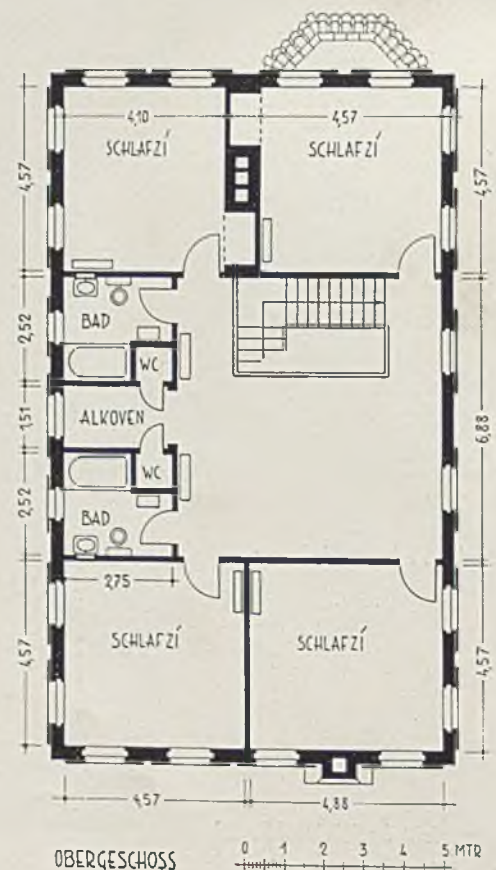 4,10
4,57
SCHLAFZİ
SCHLAFZİ
4,57
4,57
2,52
BAD
WC
1,51
ALKOVEN
6,88
WC
2,52
BAD
2,75
SCHLAFZİ
SCHLAFZİ
4,57
4,57
4,57
4,88
OBERGESCHOSS
0 1 2 3 4 5 MTR